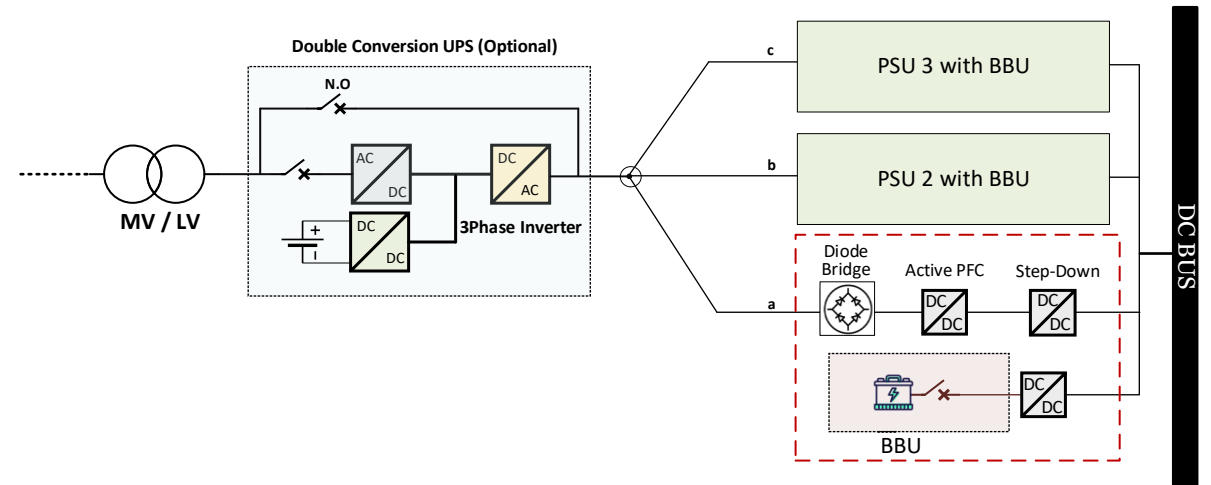 Double Conversion UPS (Optional)
N.O
AC
DC
DC
AC
MV / LV
DC
DC
+
-
3Phase Inverter
c
PSU 3 with BBU
b
PSU 2 with BBU
a
Diode
Bridge
Active PFC
Step-Down
DC
DC
DC
DC
DC
DC
BBU
DC BUS